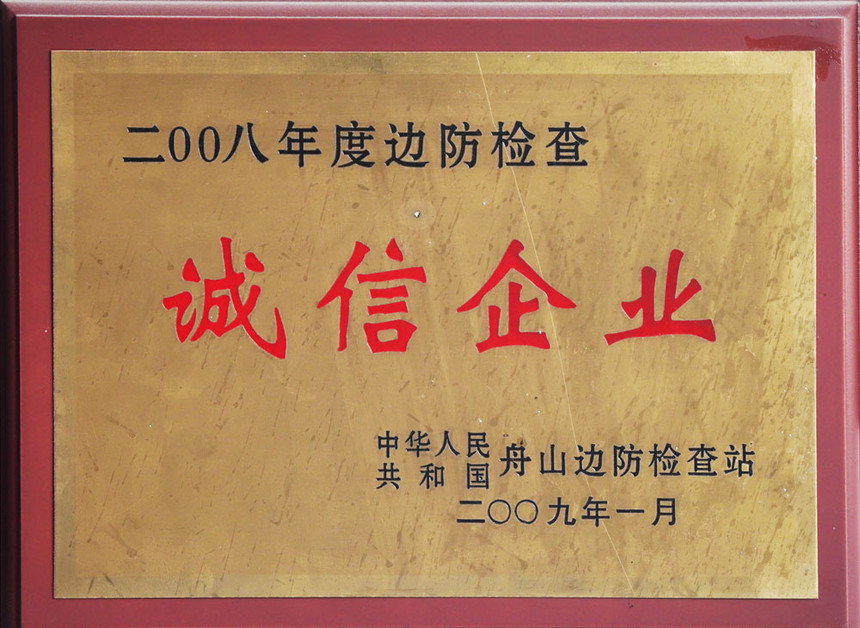 二00八年度边防检查
诚信企业
中华人民
共和国
舟山边防检查站
二〇〇九年一月